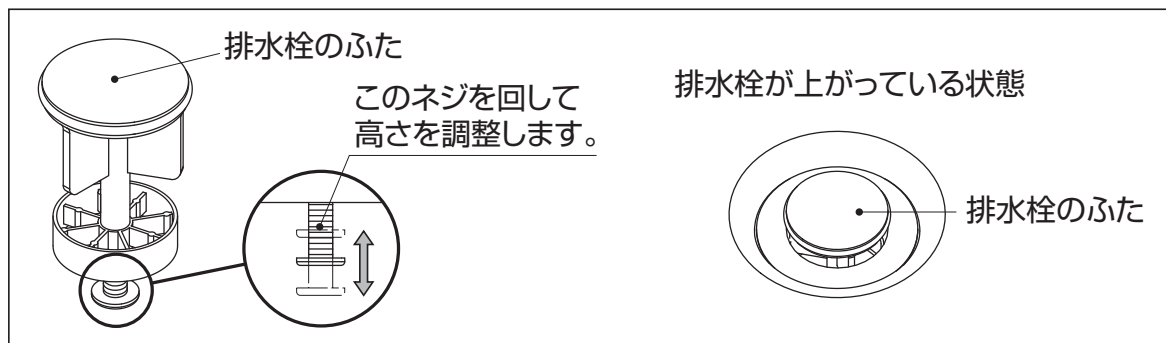 排水栓のふた
このネジを回して
高さを調整します。
排水栓が上がっている状態
排水栓のふた